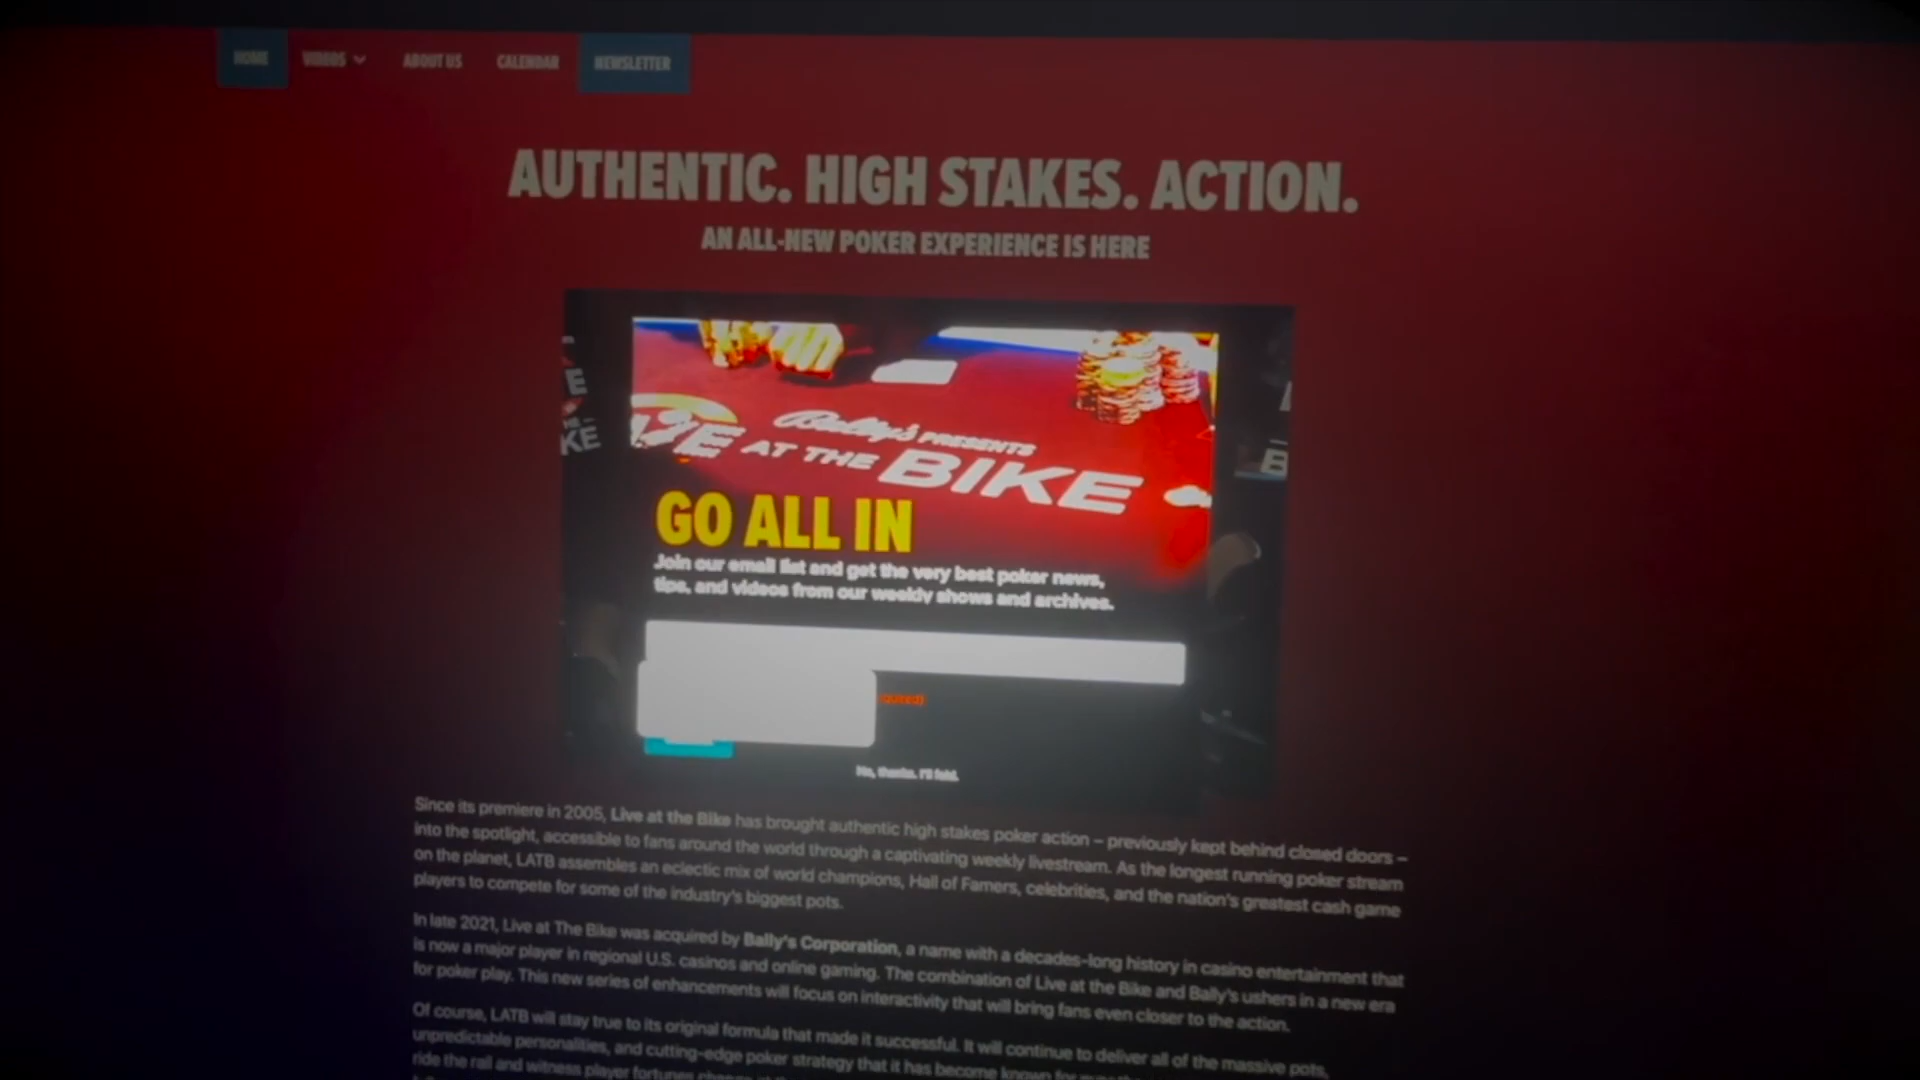 HOME VIDEOS ABOUT US CALENDAR NEWSLETTER
AUTHENTIC. HIGH STAKES. ACTION.
AN ALL-NEW POKER EXPERIENCE IS HERE
E
KE
B
Bally's PRESENTS
LIVE AT THE BIKE
GO ALL IN
Join our email list and get the very best poker news,
tips, and videos from our weekly shows and archives.
No, thanks. I'll fold.
Since its premiere in 2005, Live at the Bike has brought authentic high stakes poker action – previously kept behind closed doors –
into the spotlight, accessible to fans around the world through a captivating weekly livestream. As the longest running poker stream
on the planet, LATB assembles an eclectic mix of world champions, Hall of Famers, celebrities, and the nation's greatest cash game
players to compete for some of the industry's biggest pots.
In late 2021, Live at The Bike was acquired by Bally's Corporation, a name with a decades-long history in casino entertainment that
is now a major player in regional U.S. casinos and online gaming. The combination of Live at the Bike and Bally's ushers in a new era
for poker play. This new series of enhancements will focus on interactivity that will bring fans even closer to the action.
Of course, LATB will stay true to its original formula that made it successful. It will continue to deliver all of the massive pots,
unpredictable personalities, and cutting-edge poker strategy that it has become known for
ride the rail and witness player fortunes